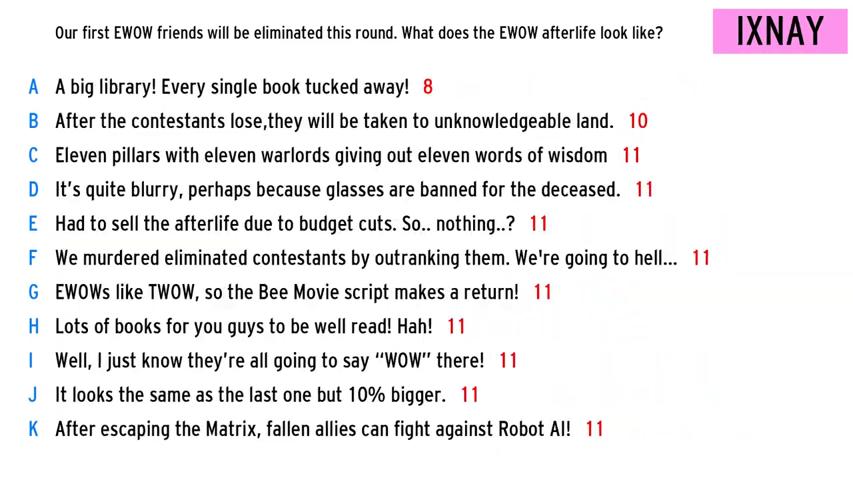 Our first EWOW friends will be eliminated this round. What does the EWOW afterlife look like?
IXNAY
A A big library! Every single book tucked away! 8
B After the contestants lose,they will be taken to unknowledgeable land. 10
C Eleven pillars with eleven warlords giving out eleven words of wisdom 11
D It's quite blurry, perhaps because glasses are banned for the deceased. 11
E Had to sell the afterlife due to budget cuts. So.. nothing..? 11
F We murdered eliminated contestants by outranking them. We're going to hell... 11
G EWOWs like TWOW, so the Bee Movie script makes a return! 11
H Lots of books for you guys to be well read! Hah! 11
I Well, I just know they're all going to say “WOW” there! 11
J It looks the same as the last one but 10% bigger. 11
K After escaping the Matrix, fallen allies can fight against Robot AI! 11